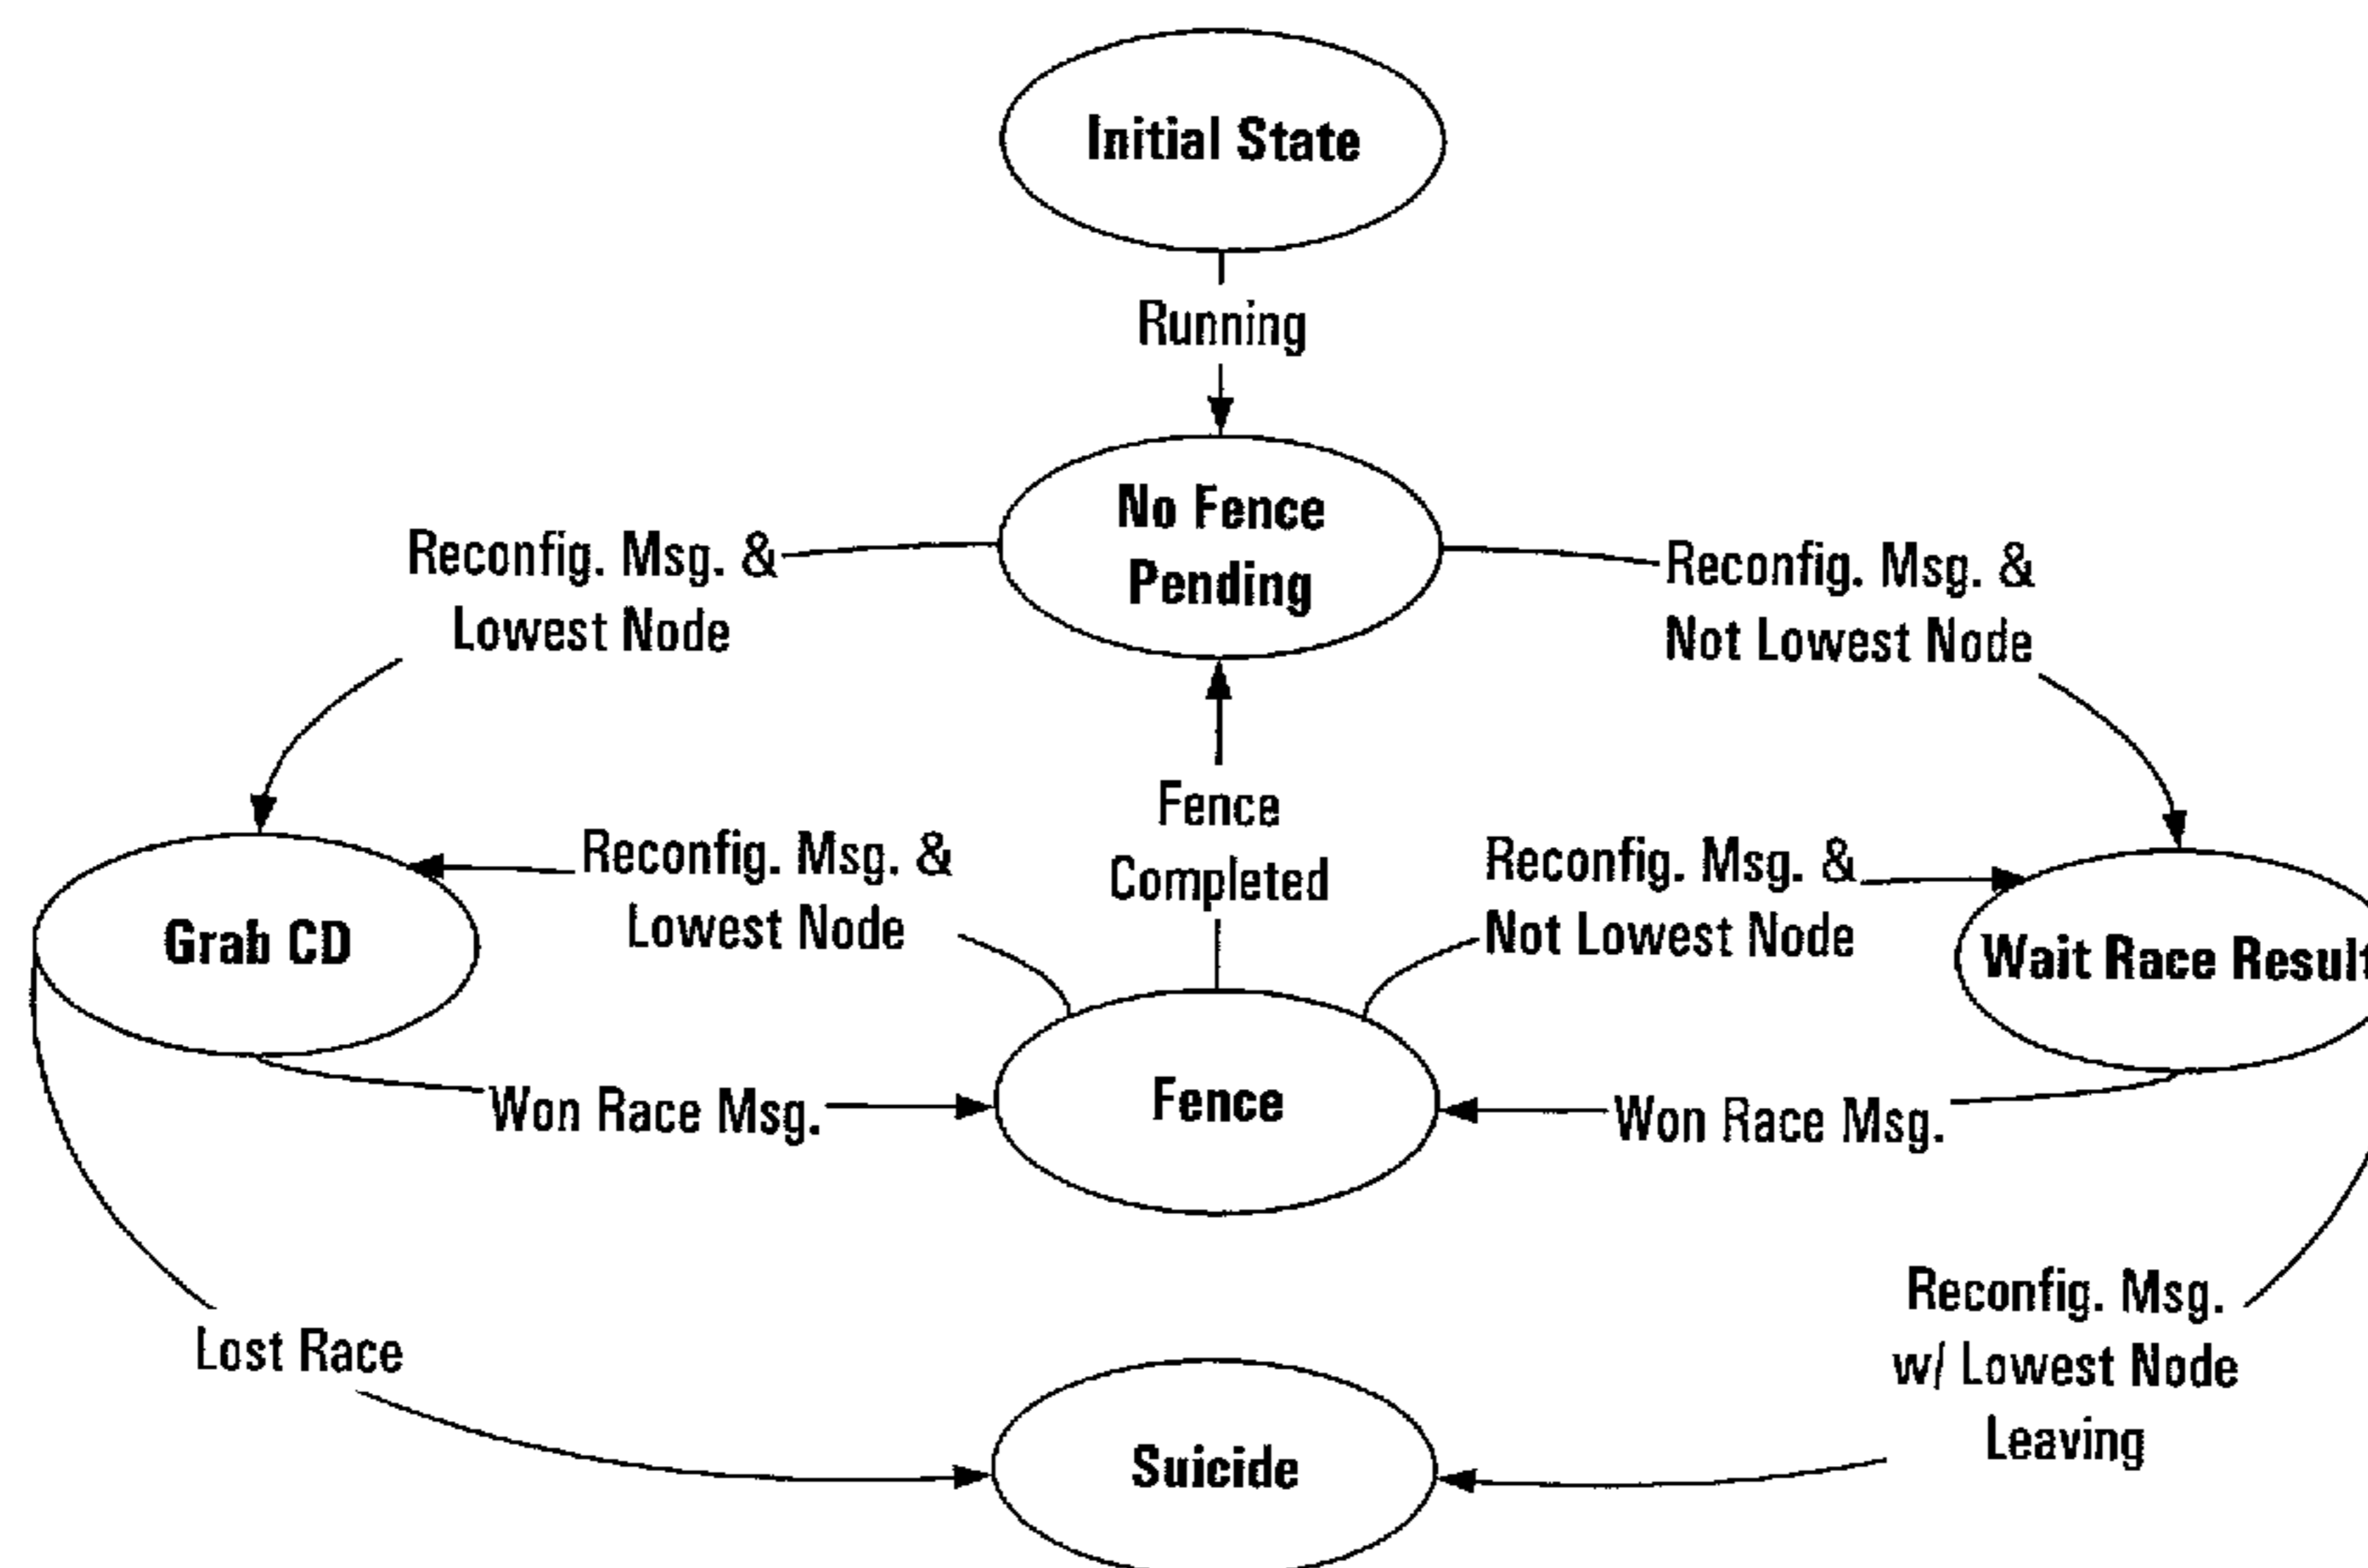 Initial State
Running
No Fence
Pending
Reconfig. Msg. &
Lowest Node
Reconfig. Msg. &
Not Lowest Node
Fence
Completed
Reconfig. Msg. &
Lowest Node
Reconfig. Msg. &
Not Lowest Node
Grab CD
Wait Race Result
Fence
Won Race Msg.
Won Race Msg.
Lost Race
Reconfig. Msg.
w/ Lowest Node
Leaving
Suicide